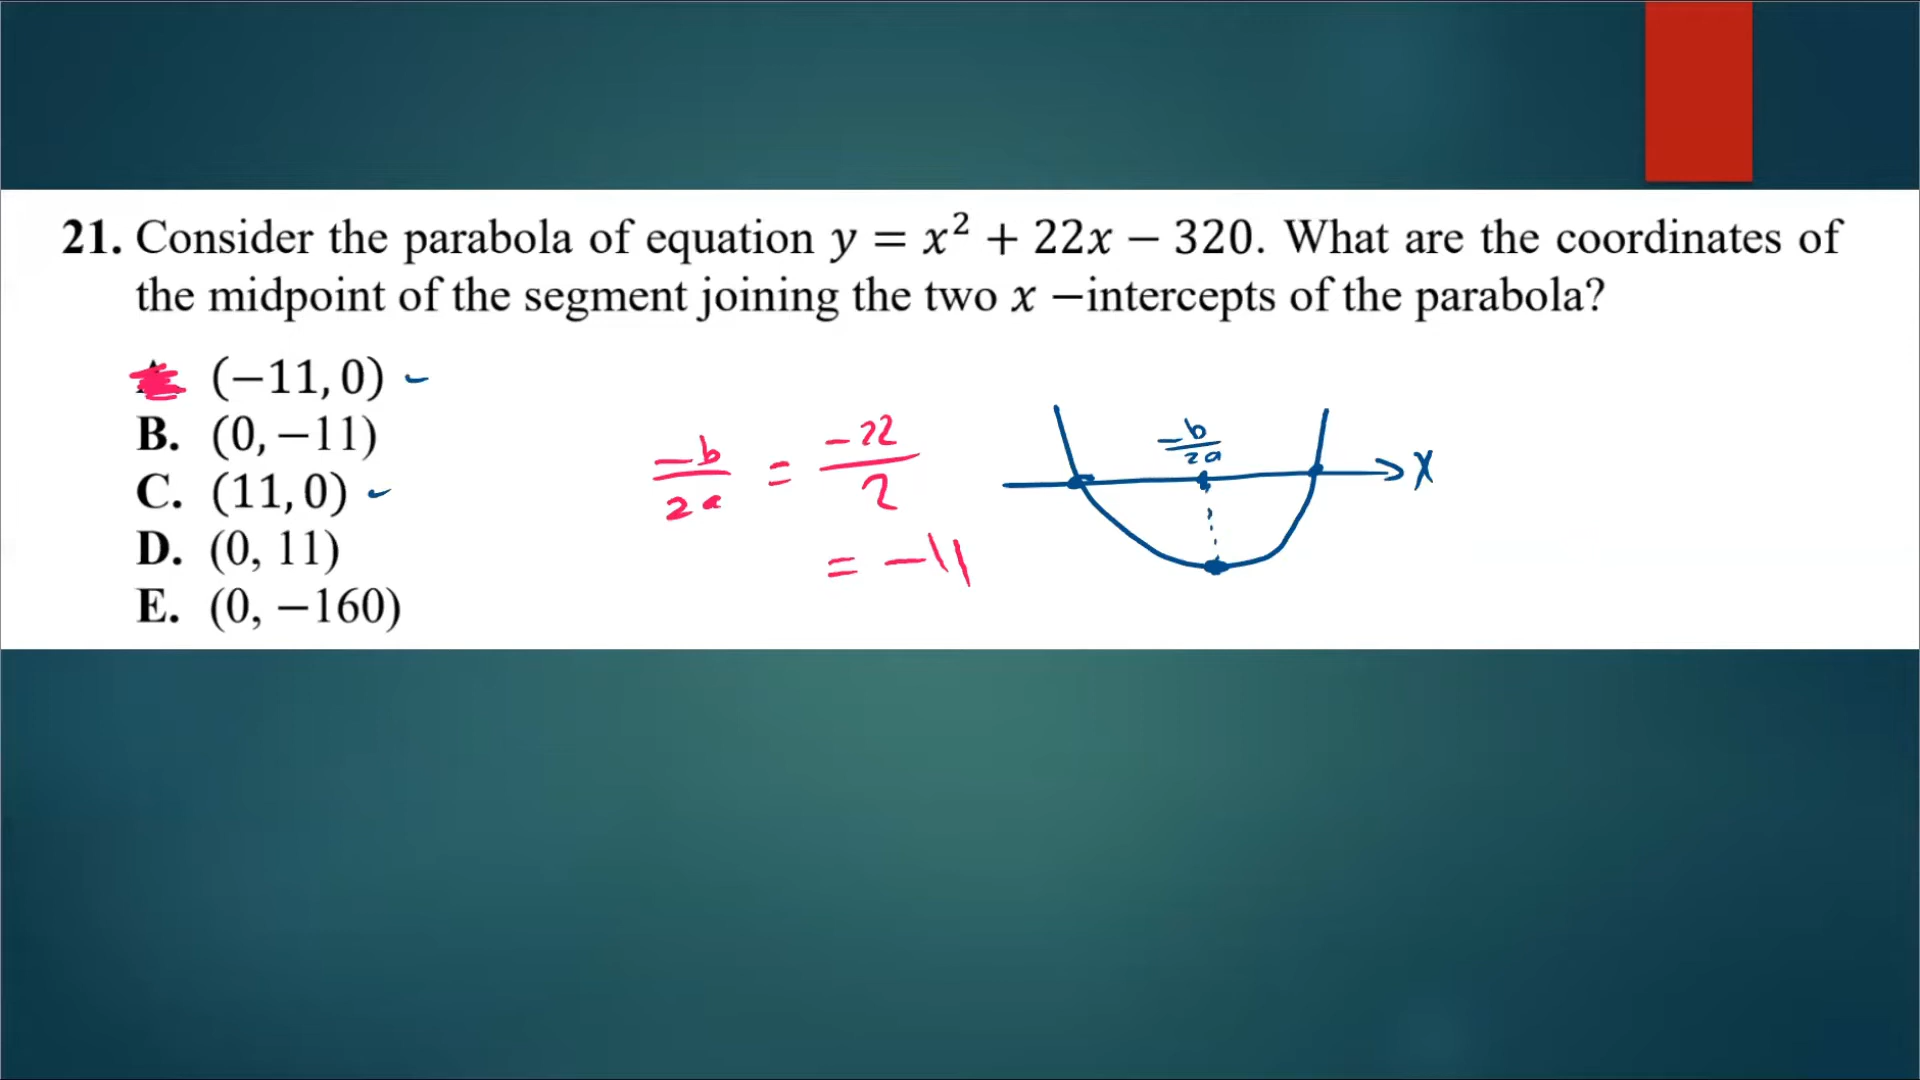 21. Consider the parabola of equation y = x² + 22x − 320. What are the coordinates of
the midpoint of the segment joining the two x −intercepts of the parabola?
(−11, 0)
B. (0, −11)
C. (11, 0)
D. (0, 11)
E. (0, −160)
-b/2a = -22/2
= -11
-b/2a
X